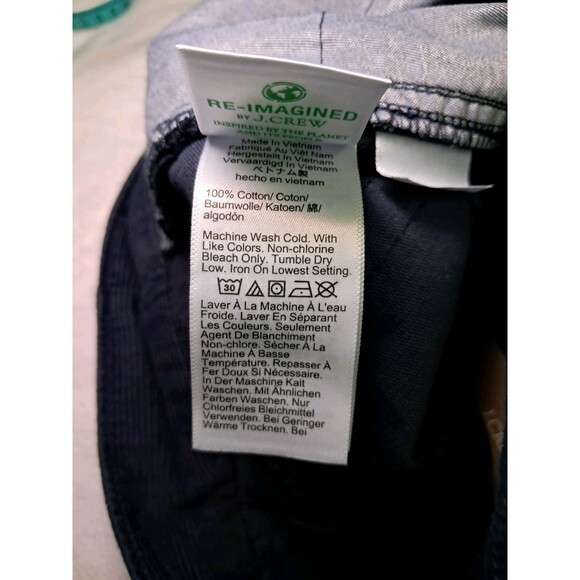 RE-IMAGINED
BY J.CREW
INSPIRED BY THE PLANET
AND ITS PEOPLE
Made In Vietnam
Fabriqué Au Viêt Nam
Hergestellt In Vietnam
Vervaardigd In Vietnam
ベトナム製
hecho en vietnam
100% Cotton/ Coton/
Baumwolle/ Katoen/ 綿/
algodón
Machine Wash Cold. With
Like Colors. Non-chlorine
Bleach Only. Tumble Dry
Low. Iron On Lowest Setting.
30
Laver À La Machine À L'eau
Froide. Laver En Séparant
Les Couleurs. Seulement
Agent De Blanchiment
Non-chlore. Sécher À La
Machine A Basse
Température. Repasser À
Fer Doux Si Nécessaire.
In Der Maschine Kalt
Waschen. Mit Ähnlichen
Farben Waschen. Nur
Chlorfreies Bleichmittel
Verwenden. Bei Geringer
Wärme Trocknen. Bei